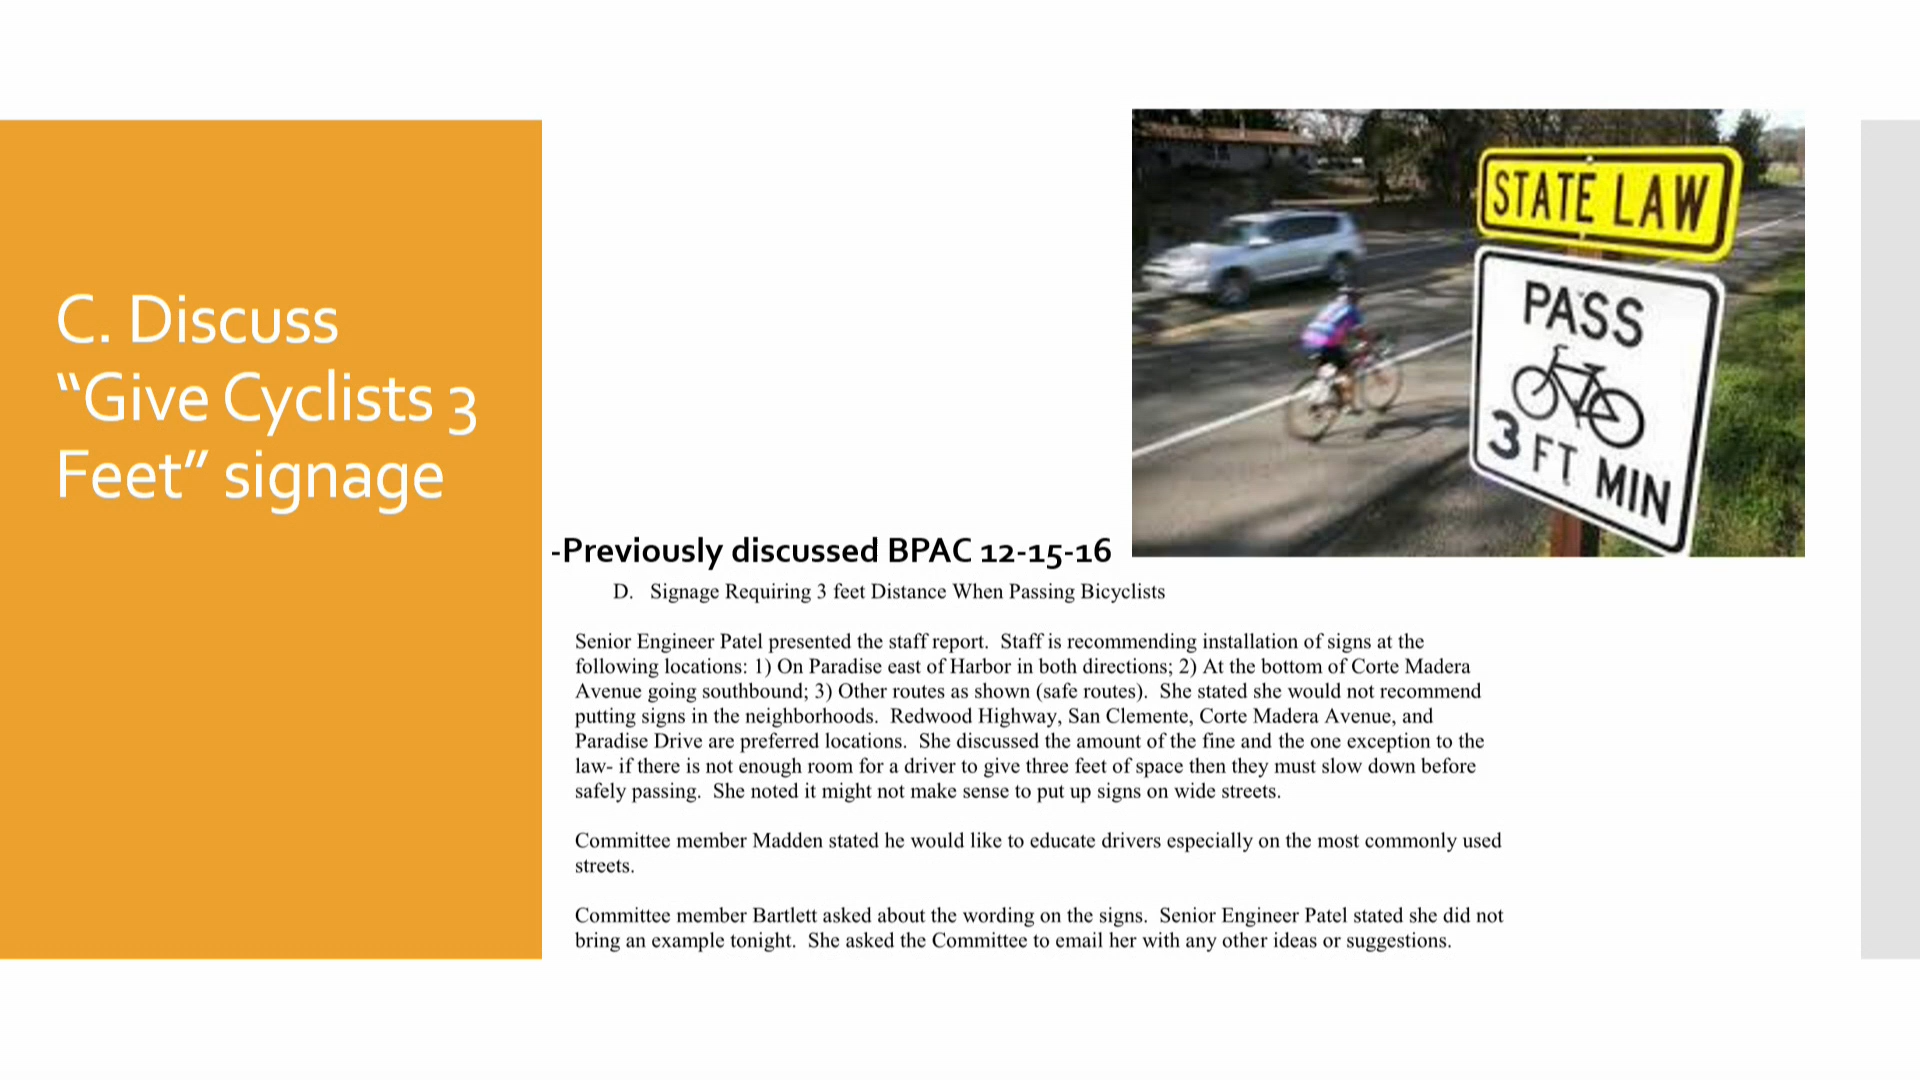 C. Discuss
“Give Cyclists 3
Feet” signage
STATE LAW
PASS
3 FT MIN
-Previously discussed BPAC 12-15-16
D. Signage Requiring 3 feet Distance When Passing Bicyclists
Senior Engineer Patel presented the staff report. Staff is recommending installation of signs at the
following locations: 1) On Paradise east of Harbor in both directions; 2) At the bottom of Corte Madera
Avenue going southbound; 3) Other routes as shown (safe routes). She stated she would not recommend
putting signs in the neighborhoods. Redwood Highway, San Clemente, Corte Madera Avenue, and
Paradise Drive are preferred locations. She discussed the amount of the fine and the one exception to the
law- if there is not enough room for a driver to give three feet of space then they must slow down before
safely passing. She noted it might not make sense to put up signs on wide streets.
Committee member Madden stated he would like to educate drivers especially on the most commonly used
streets.
Committee member Bartlett asked about the wording on the signs. Senior Engineer Patel stated she did not
bring an example tonight. She asked the Committee to email her with any other ideas or suggestions.